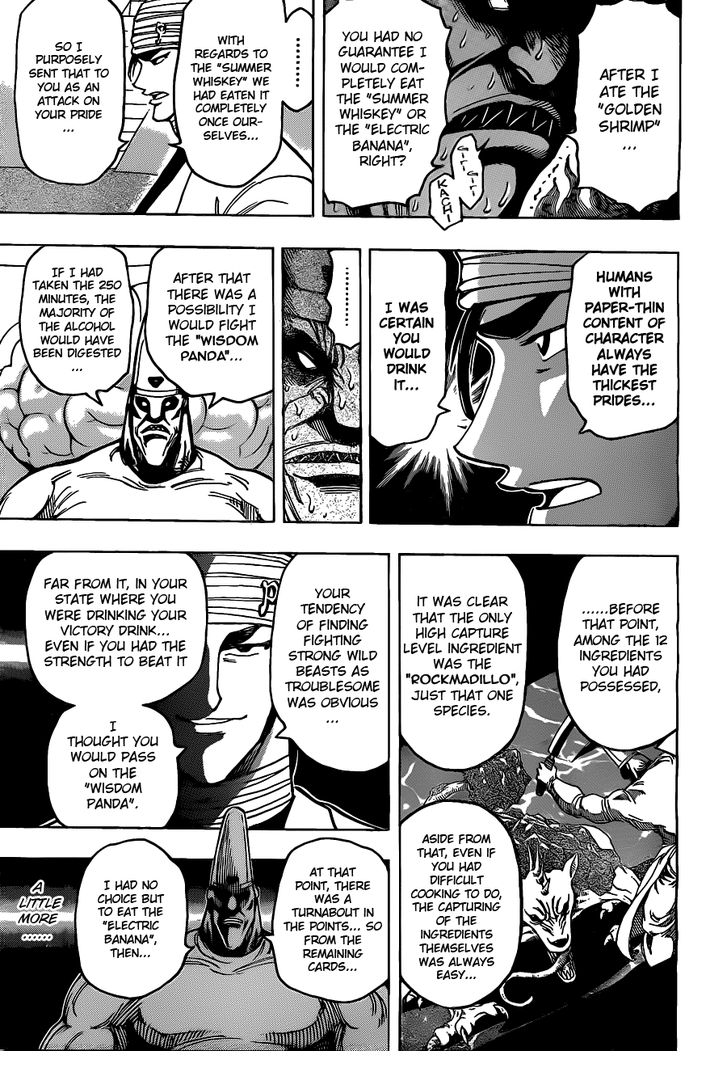 AFTER I
ATE THE
"GOLDEN
SHRIMP"
...
YOU HAD NO
GUARANTEE I
WOULD COM-
PLETELY EAT
THE "SUMMER
WHISKEY" OR
THE "ELECTRIC
BANANA",
RIGHT?
GIRI GIRI
KACHI
.........
WITH
REGARDS TO
THE "SUMMER
WHISKEY" WE
HAD EATEN IT
COMPLETELY
ONCE OUR-
SELVES...
SO I
PURPOSELY
SENT THAT TO
YOU AS AN
ATTACK ON
YOUR PRIDE
...
HUMANS
WITH
PAPER-THIN
CONTENT OF
CHARACTER
ALWAYS
HAVE THE
THICKEST
PRIDES...
I WAS
CERTAIN
YOU
WOULD
DRINK
IT...
.........
AFTER THAT
THERE WAS A
POSSIBILITY I
WOULD FIGHT
THE "WISDOM
PANDA"...
IF I HAD
TAKEN THE 250
MINUTES, THE
MAJORITY OF
THE ALCOHOL
WOULD HAVE
BEEN DIGESTED
...
......BEFORE
THAT POINT,
AMONG THE 12
INGREDIENTS
YOU HAD
POSSESSED,
IT WAS CLEAR
THAT THE ONLY
HIGH CAPTURE
LEVEL INGREDIENT
WAS THE
"ROCKMADILLO",
JUST THAT ONE
SPECIES.
ASIDE FROM
THAT, EVEN IF
YOU HAD
DIFFICULT
COOKING TO DO,
THE CAPTURING
OF THE
INGREDIENTS
THEMSELVES
WAS ALWAYS
EASY...
YOUR
TENDENCY
OF FINDING
FIGHTING
STRONG WILD
BEASTS AS
TROUBLESOME
WAS OBVIOUS
...
P
FAR FROM IT, IN YOUR
STATE WHERE YOU
WERE DRINKING YOUR
VICTORY DRINK...
EVEN IF YOU HAD THE
STRENGTH TO BEAT IT
I
THOUGHT YOU
WOULD PASS
ON THE
"WISDOM
PANDA".
AT THAT
POINT, THERE
WAS A
TURNABOUT IN
THE POINTS... SO
FROM THE
REMAINING
CARDS...
I HAD NO
CHOICE BUT
TO EAT THE
"ELECTRIC
BANANA",
THEN...
A
LITTLE
MORE
......